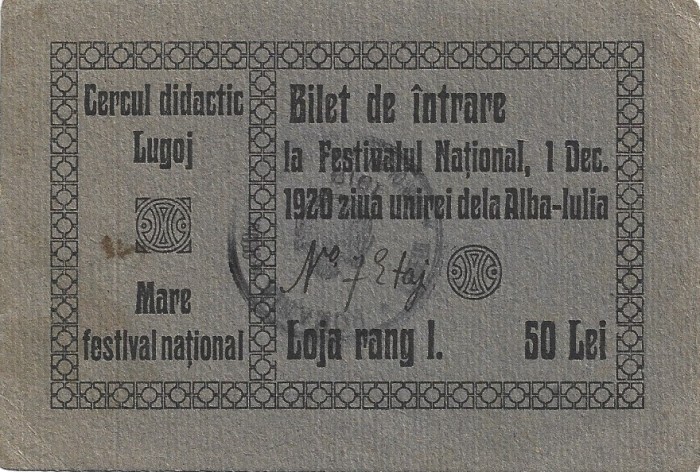 Cercul didactic
Lugoj
Mare
festival național
Bilet de întrare
la Festivalul Național, 1 Dec.
1920 ziua unirei dela Alba-Iulia
No 7 Etaj
Loja rang I. 50 Lei